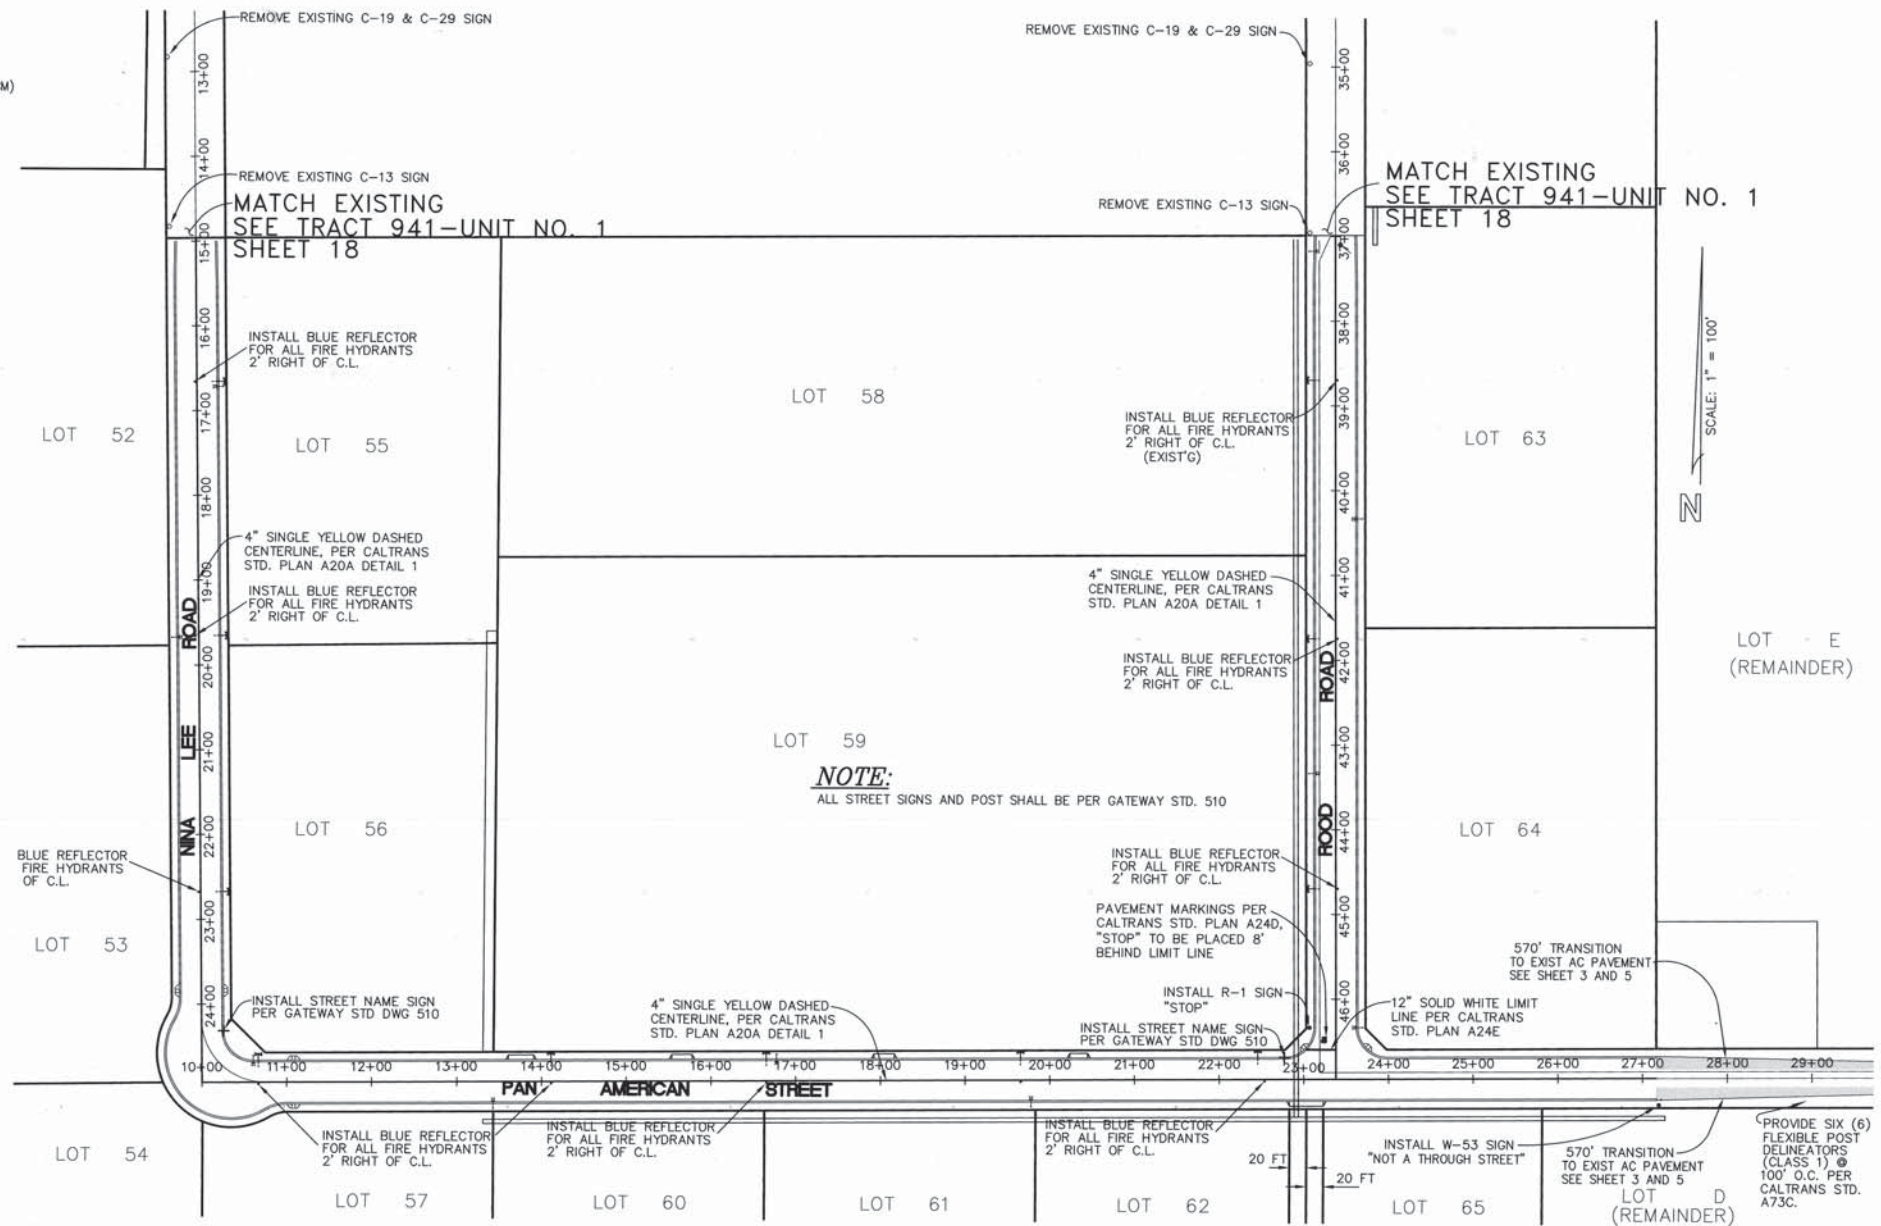 REMOVE EXISTING C-19 & C-29 SIGN
REMOVE EXISTING C-19 & C-29 SIGN
M)
13+00
14+00
15+00
16+00
17+00
18+00
19+00
20+00
21+00
22+00
23+00
24+00
35+00
36+00
37+00
38+00
39+00
40+00
41+00
42+00
43+00
44+00
45+00
46+00
REMOVE EXISTING C-13 SIGN
MATCH EXISTING
SEE TRACT 941-UNIT NO. 1
SHEET 18
REMOVE EXISTING C-13 SIGN
MATCH EXISTING
SEE TRACT 941-UNIT NO. 1
SHEET 18
SCALE: 1" = 100'
N
INSTALL BLUE REFLECTOR
FOR ALL FIRE HYDRANTS
2' RIGHT OF C.L.
LOT 52
LOT 55
LOT 58
INSTALL BLUE REFLECTOR
FOR ALL FIRE HYDRANTS
2' RIGHT OF C.L.
(EXIST'G)
LOT 63
4" SINGLE YELLOW DASHED
CENTERLINE, PER CALTRANS
STD. PLAN A20A DETAIL 1
INSTALL BLUE REFLECTOR
FOR ALL FIRE HYDRANTS
2' RIGHT OF C.L.
NINA LEE ROAD
4" SINGLE YELLOW DASHED
CENTERLINE, PER CALTRANS
STD. PLAN A20A DETAIL 1
INSTALL BLUE REFLECTOR
FOR ALL FIRE HYDRANTS
2' RIGHT OF C.L.
ROOD ROAD
LOT E
(REMAINDER)
LOT 59
NOTE:
ALL STREET SIGNS AND POST SHALL BE PER GATEWAY STD. 510
LOT 56
LOT 64
BLUE REFLECTOR
FIRE HYDRANTS
OF C.L.
LOT 53
INSTALL BLUE REFLECTOR
FOR ALL FIRE HYDRANTS
2' RIGHT OF C.L.
PAVEMENT MARKINGS PER
CALTRANS STD. PLAN A24D,
"STOP" TO BE PLACED 8'
BEHIND LIMIT LINE
570' TRANSITION
TO EXIST AC PAVEMENT
SEE SHEET 3 AND 5
INSTALL STREET NAME SIGN
PER GATEWAY STD DWG 510
4" SINGLE YELLOW DASHED
CENTERLINE, PER CALTRANS
STD. PLAN A20A DETAIL 1
INSTALL R-1 SIGN
"STOP"
INSTALL STREET NAME SIGN
PER GATEWAY STD DWG 510
12" SOLID WHITE LIMIT
LINE PER CALTRANS
STD. PLAN A24E
10+00 11+00 12+00 13+00 14+00 15+00 16+00 17+00 18+00 19+00 20+00 21+00 22+00 23+00 24+00 25+00 26+00 27+00 28+00 29+00
PAN AMERICAN STREET
LOT 54
INSTALL BLUE REFLECTOR
FOR ALL FIRE HYDRANTS
2' RIGHT OF C.L.
INSTALL BLUE REFLECTOR
FOR ALL FIRE HYDRANTS
2' RIGHT OF C.L.
INSTALL BLUE REFLECTOR
FOR ALL FIRE HYDRANTS
2' RIGHT OF C.L.
20 FT
20 FT
INSTALL W-53 SIGN
"NOT A THROUGH STREET"
570' TRANSITION
TO EXIST AC PAVEMENT
SEE SHEET 3 AND 5
PROVIDE SIX (6)
FLEXIBLE POST
DELINEATORS
(CLASS 1) @
100' O.C. PER
CALTRANS STD.
A73C.
LOT 57
LOT 60
LOT 61
LOT 62
LOT 65
LOT D
(REMAINDER)